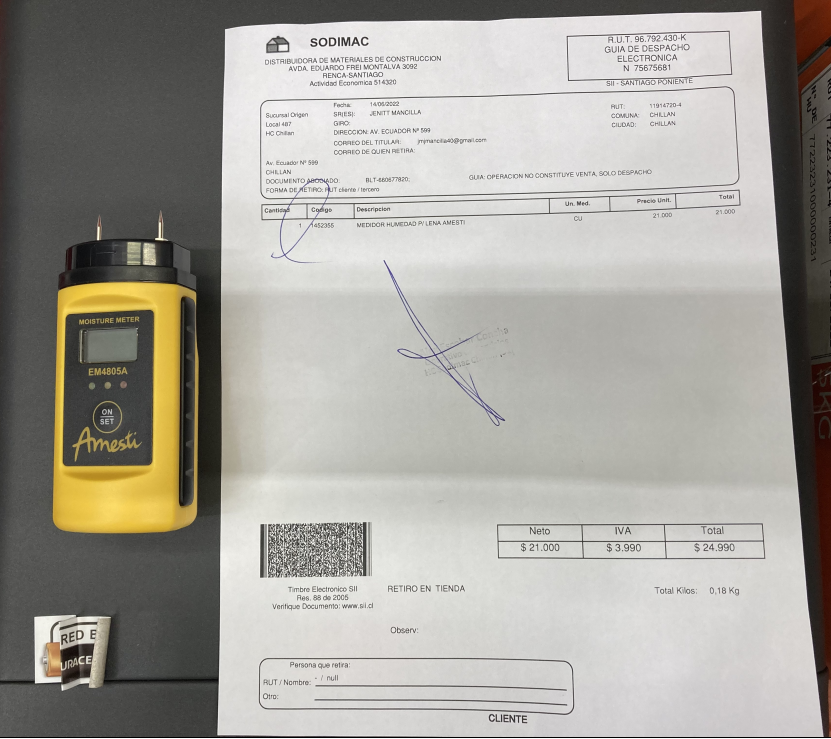 SODIMAC
DISTRIBUIDORA DE MATERIALES DE CONSTRUCCION
AVDA. EDUARDO FREI MONTALVA 3092
RENCA-SANTIAGO
Actividad Economica 514320
R.U.T. 96.792.430-K
GUIA DE DESPACHO
ELECTRONICA
N 75675681
SII - SANTIAGO PONIENTE
Sucursal Origen
Local 487
HC Chillan
Fecha: 14/06/2022
SR(ES): JENITT MANCILLA
GIRO:
DIRECCION: AV. ECUADOR Nº 599
CORREO DEL TITULAR: jmjmancilla40@gmail.com
CORREO DE QUIEN RETIRA:
RUT: 11914720-4
COMUNA: CHILLAN
CIUDAD: CHILLAN
Av. Ecuador Nº 599
CHILLAN
DOCUMENTO ASOCIADO: BLT-660677820; GUIA: OPERACION NO CONSTITUYE VENTA, SOLO DESPACHO
FORMA DE RETIRO: RUT cliente / tercero
Cantidad Codigo Descripcion Un. Med. Precio Unit. Total
1 1452355 MEDIDOR HUMEDAD P/ LENA AMESTI CU 21.000 21.000
MOISTURE METER
EM4805A
ON
SET
Amesti
Neto IVA Total
$ 21.000 $ 3.990 $ 24.990
Timbre Electronico SII
Res. 88 de 2005
Verifique Documento: www.sii.cl
RETIRO EN TIENDA
Total Kilos: 0,18 Kg
Observ:
RED
URACE
Persona que retira:
RUT / Nombre: - / null
Otro:
CLIENTE